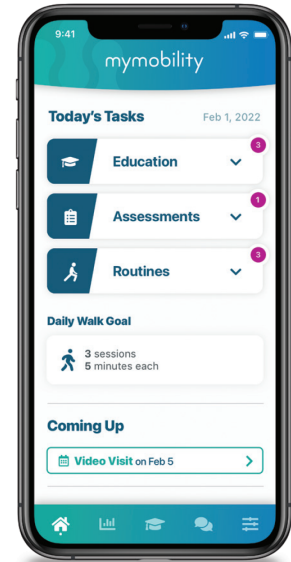 9:41
mymobility
Today's Tasks Feb 1, 2022
3
Education
1
Assessments
3
Routines
Daily Walk Goal
3 sessions
5 minutes each
Coming Up
Video Visit on Feb 5